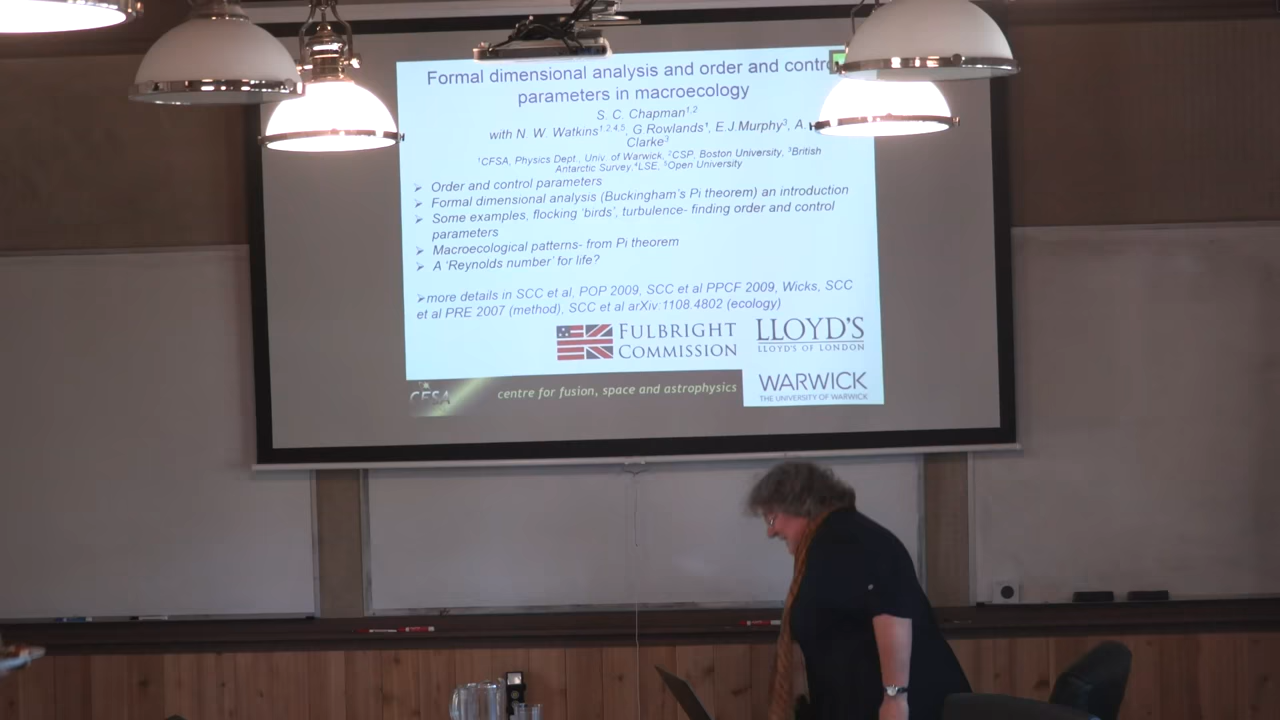 Formal dimensional analysis and order and contro
parameters in macroecology
S. C. Chapman1,2
with N. W. Watkins1,2,4,5, G Rowlands1, E.J.Murphy3, A.
Clarke3
1CFSA, Physics Dept., Univ. of Warwick, 2CSP, Boston University, 3British
Antarctic Survey,4LSE, 5Open University
➢ Order and control parameters
➢ Formal dimensional analysis (Buckingham's Pi theorem) an introduction
➢ Some examples, flocking 'birds', turbulence- finding order and control
parameters
➢ Macroecological patterns- from Pi theorem
➢ A 'Reynolds number' for life?
➢more details in SCC et al, POP 2009, SCC et al PPCF 2009, Wicks, SCC
et al PRE 2007 (method), SCC et al arXiv:1108.4802 (ecology)
FULBRIGHT
COMMISSION
LLOYD'S
LLOYD'S OF LONDON
CFSA
centre for fusion, space and astrophysics
WARWICK
THE UNIVERSITY OF WARWICK